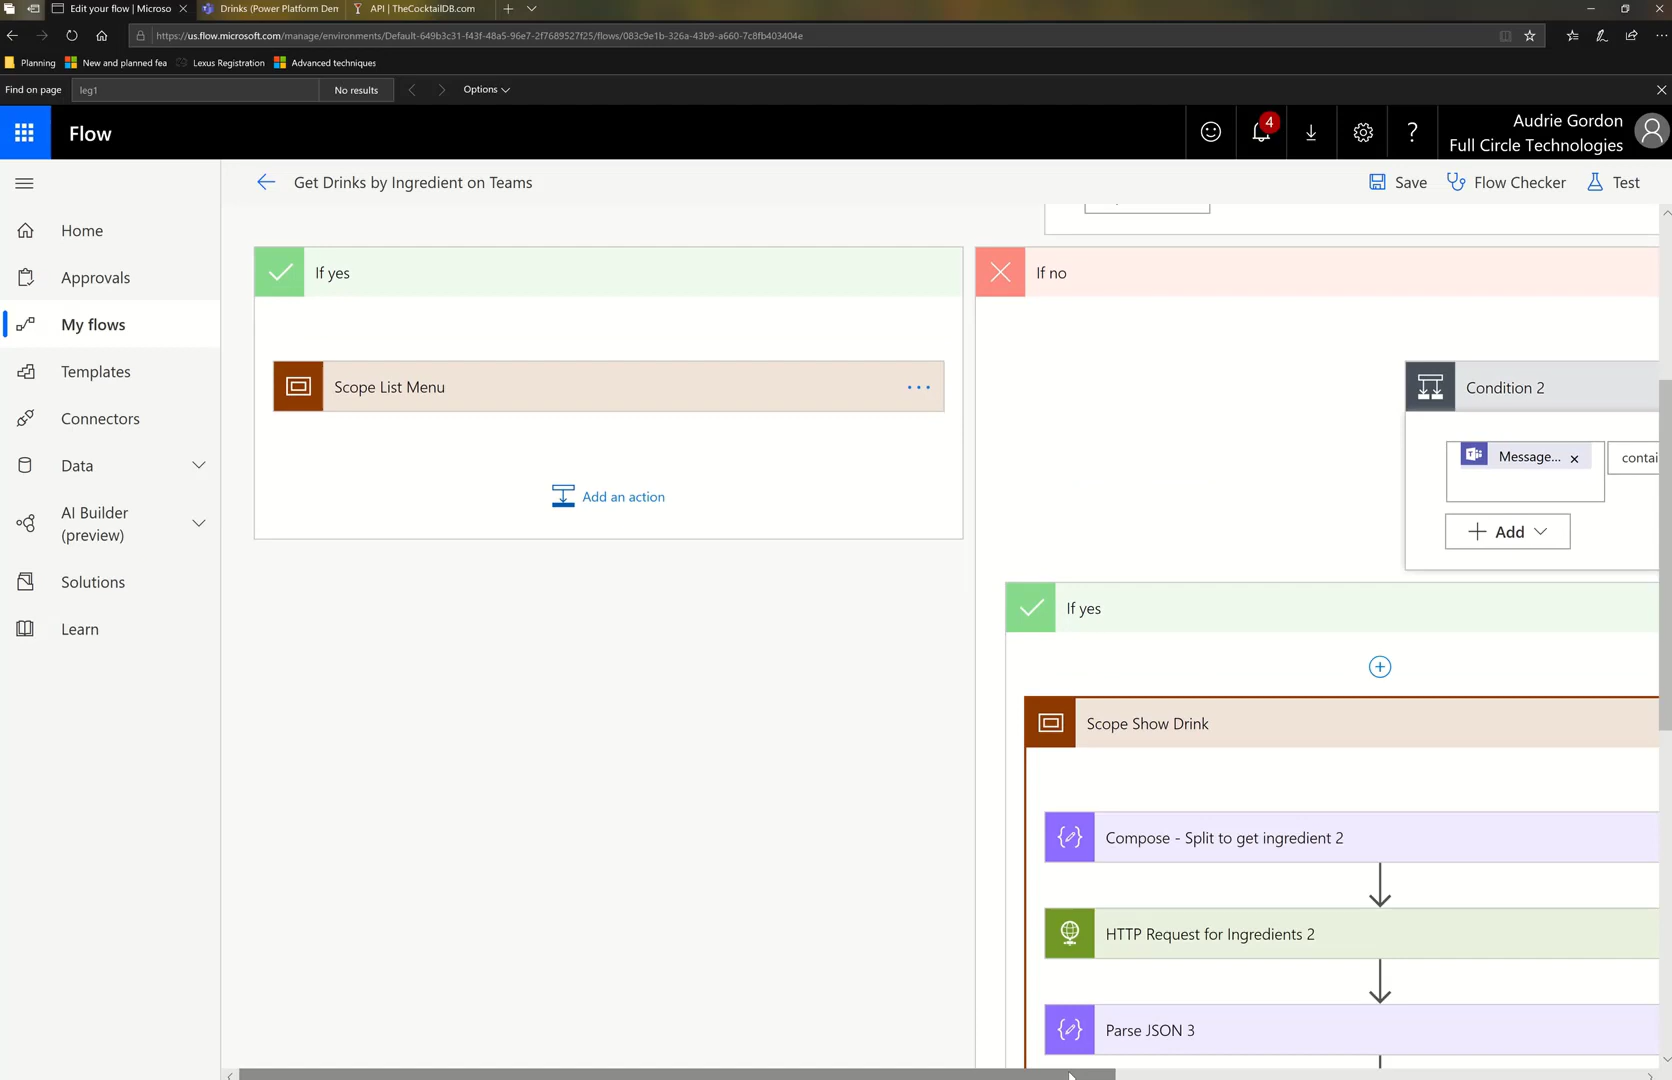 Edit your flow | Microso
Drinks (Power Platform Den
API | TheCocktailDB.com
https://us.flow.microsoft.com/manage/environments/Default-649b3c31-f43f-48a5-96e7-2f7689527f25/flows/083c9e1b-326a-43b9-a660-7c8fb403404e
Planning
New and planned fea
Lexus Registration
Advanced techniques
Find on page
leg1
No results
Options
Flow
4
?
Audrie Gordon
Full Circle Technologies
Get Drinks by Ingredient on Teams
Save
Flow Checker
Test
Home
Approvals
My flows
Templates
Connectors
Data
AI Builder
(preview)
Solutions
Learn
If yes
Scope List Menu
Add an action
If no
Condition 2
Message...
contai
Add
If yes
Scope Show Drink
Compose - Split to get ingredient 2
HTTP Request for Ingredients 2
Parse JSON 3